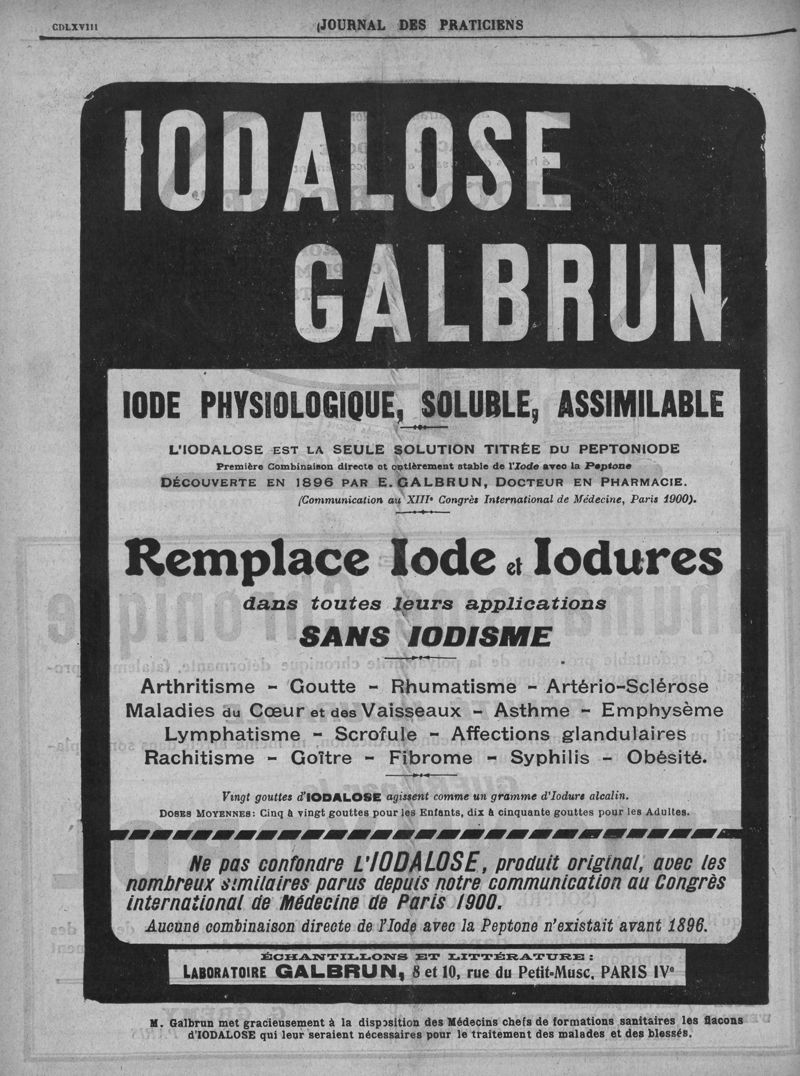 CDLXVIII
JOURNAL DES PRATICIENS
IODALOSE
GALBRUN
IODE PHYSIOLOGIQUE, SOLUBLE, ASSIMILABLE
L'IODALOSE EST LA SEULE SOLUTION TITRÉE DU PEPTONIODE
Première Combinaison directe et entièrement stable de l'Iode avec la Peptone
DÉCOUVERTE EN 1896 PAR E. GALBRUN, DOCTEUR EN PHARMACIE.
(Communication au XIIIe Congrès International de Médecine, Paris 1900).
Remplace Iode et Iodures
dans toutes leurs applications
SANS IODISME
Arthritisme - Goutte - Rhumatisme - Artério-Sclérose
Maladies du Cœur et des Vaisseaux - Asthme - Emphysème
Lymphatisme - Scrofule - Affections glandulaires
Rachitisme - Goître - Fibrome - Syphilis - Obésité.
Vingt gouttes d'IODALOSE agissent comme un gramme d'Iodure alcalin.
DOSES MOYENNES: Cinq à vingt gouttes pour les Enfants, dix à cinquante gouttes pour les Adultes.
Ne pas confondre L'IODALOSE, produit original, avec les
nombreux similaires parus depuis notre communication au Congrès
international de Médecine de Paris 1900.
Aucune combinaison directe de l'Iode avec la Peptone n'existait avant 1896.
ÉCHANTILLONS ET LITTÉRATURE:
LABORATOIRE GALBRUN, 8 et 10, rue du Petit-Musc, PARIS IVe
M. Galbrun met gracieusement à la disposition des Médecins chefs de formations sanitaires les flacons
d'IODALOSE qui leur seraient nécessaires pour le traitement des malades et des blessés.